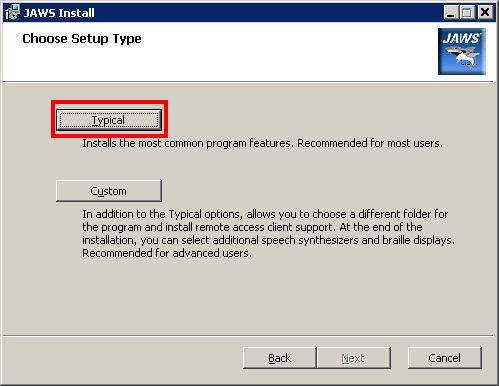 JAWS Install
Choose Setup Type
JAWS
Typical
Installs the most common program features. Recommended for most users.
Custom
In addition to the Typical options, allows you to choose a different folder for
the program and install remote access client support. At the end of the
installation, you can select additional speech synthesizers and braille displays.
Recommended for advanced users.
Back Next Cancel